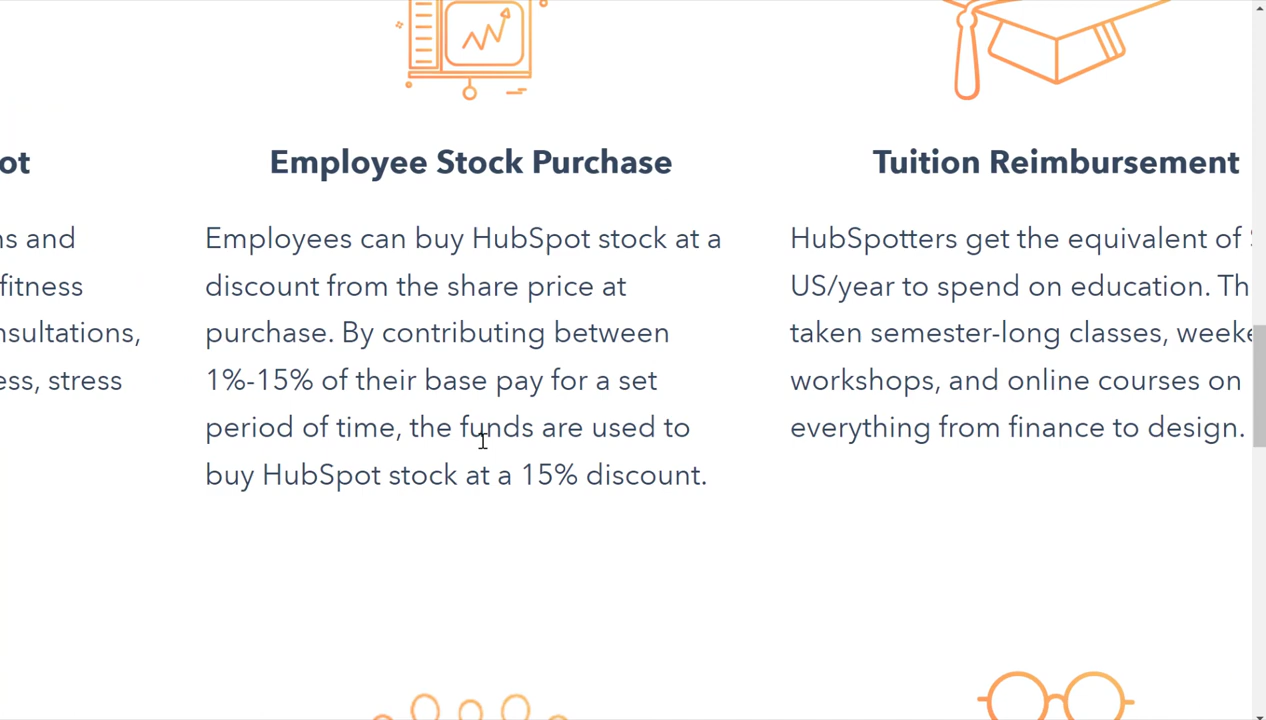 ot
ns and
fitness
nsultations,
ess, stress
Employee Stock Purchase
Employees can buy HubSpot stock at a
discount from the share price at
purchase. By contributing between
1%-15% of their base pay for a set
period of time, the funds are used to
buy HubSpot stock at a 15% discount.
Tuition Reimbursement
HubSpotters get the equivalent of
US/year to spend on education. Th
taken semester-long classes, weeke
workshops, and online courses on
everything from finance to design.